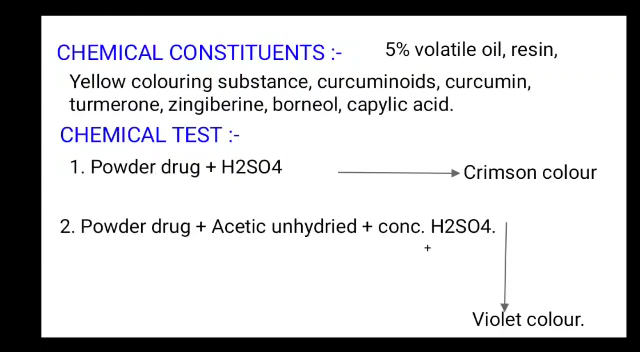 CHEMICAL CONSTITUENTS :- 5% volatile oil, resin,
Yellow colouring substance, curcuminoids, curcumin,
turmerone, zingiberine, borneol, capylic acid.
CHEMICAL TEST :-
1. Powder drug + H2SO4 Crimson colour
2. Powder drug + Acetic unhydried + conc. H2SO4.
+
Violet colour.